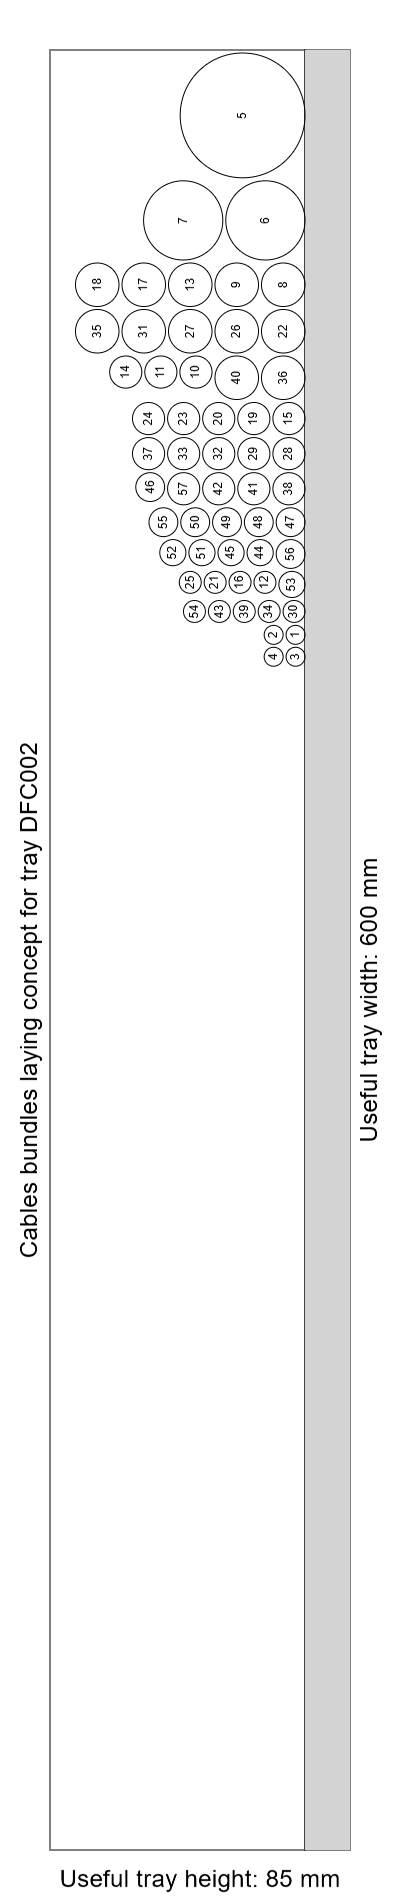 Cables bundles laying concept for tray DFC002
5
7 6
18 17 13 9 8
35 31 27 26 22
14 11 10 40 36
24 23 20 19 15
37 33 32 29 28
46 57 42 41 38
55 50 49 48 47
52 51 45 44 56
25 21 16 12 53
54 43 39 34 30
2 1
4 3
Useful tray width: 600 mm
Useful tray height: 85 mm